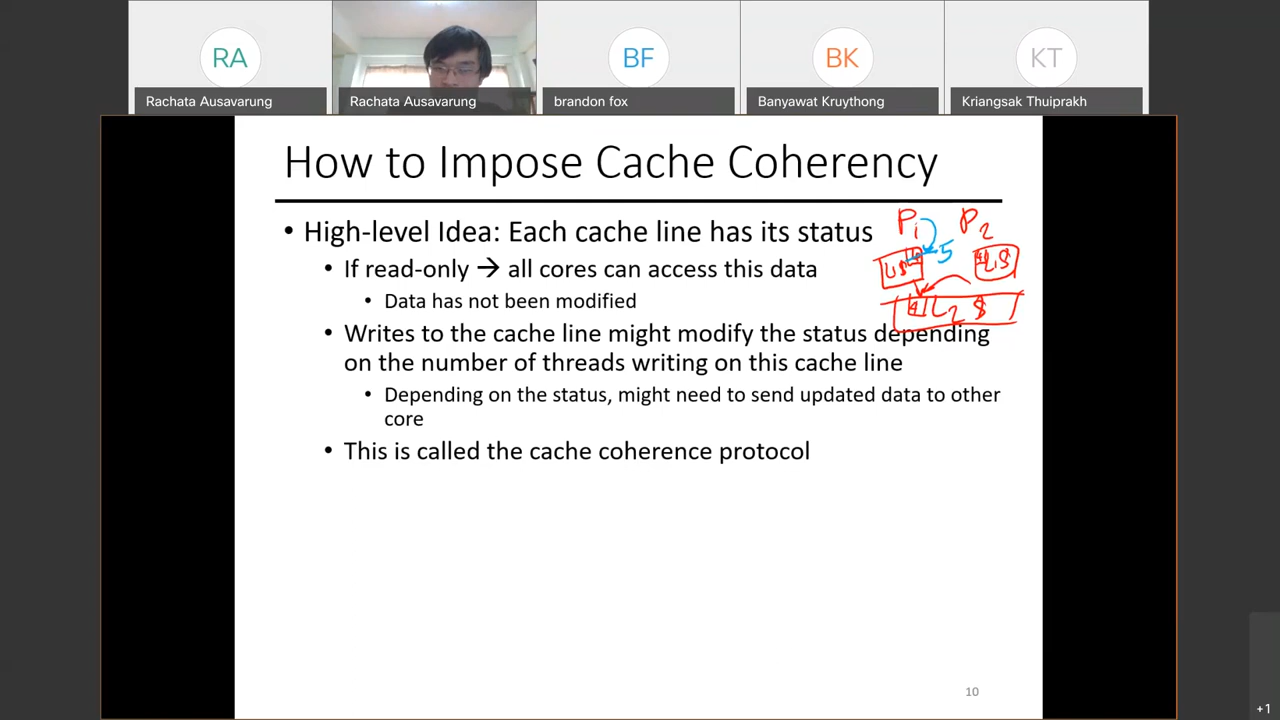 RA
BF
BK
KT
Rachata Ausavarung
Rachata Ausavarung
brandon fox
Banyawat Kruythong
Kriangsak Thuiprakh
How to Impose Cache Coherency
• High-level Idea: Each cache line has its status
P1
P2
5
• If read-only → all cores can access this data
L1$
4
4
L1$
• Data has not been modified
4
L2 $
• Writes to the cache line might modify the status depending
on the number of threads writing on this cache line
• Depending on the status, might need to send updated data to other
core
• This is called the cache coherence protocol
10
+1